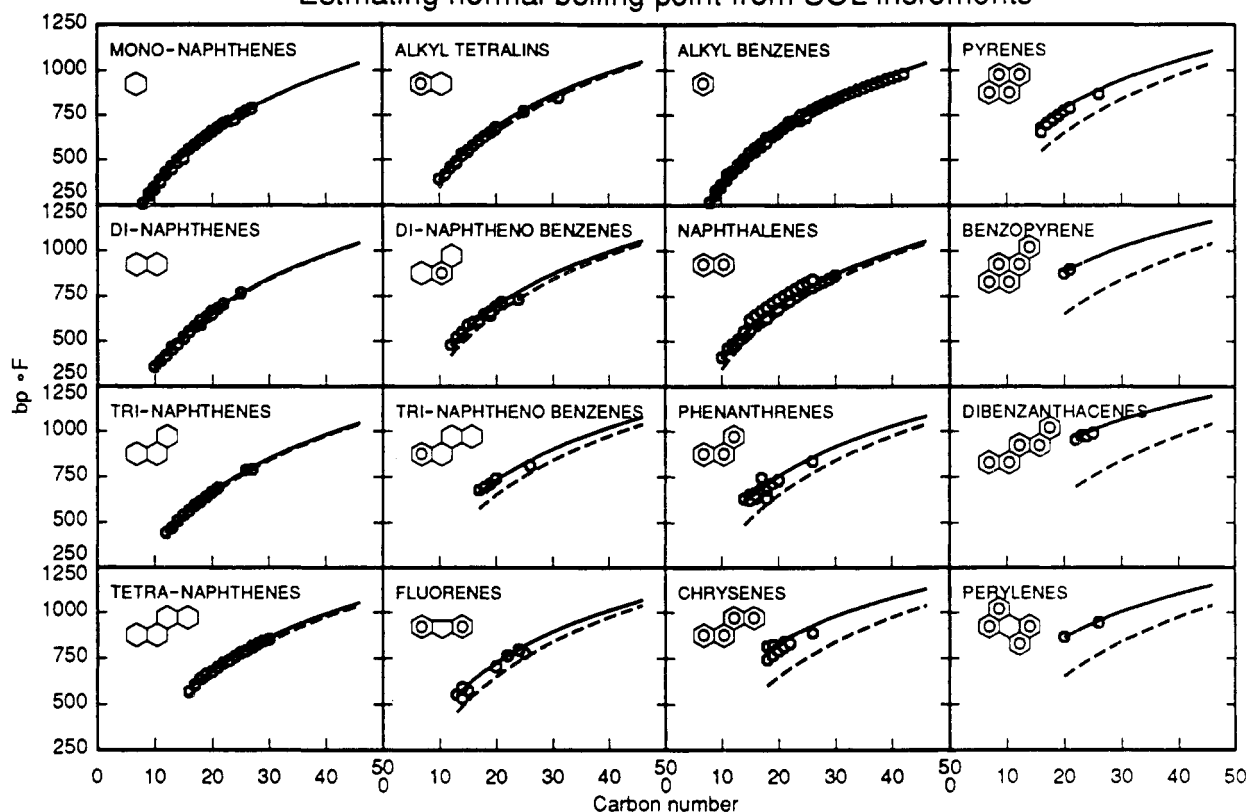 Estimating normal boiling point from SOL increments
1250
1000
750
500
250
MONO-NAPHTHENES
ALKYL TETRALINS
ALKYL BENZENES
PYRENES
1250
1000
750
500
250
DI-NAPHTHENES
DI-NAPHTHENO BENZENES
NAPHTHALENES
BENZOPYRENE
bp °F
1250
1000
750
500
250
TRI-NAPHTHENES
TRI-NAPHTHENO BENZENES
PHENANTHRENES
DIBENZANTHACENES
1250
1000
750
500
250
TETRA-NAPHTHENES
FLUORENES
CHRYSENES
PERYLENES
0 10 20 30 40 50
0 10 20 30 40 50
0 10 20 30 40 50
0 10 20 30 40 50
Carbon number